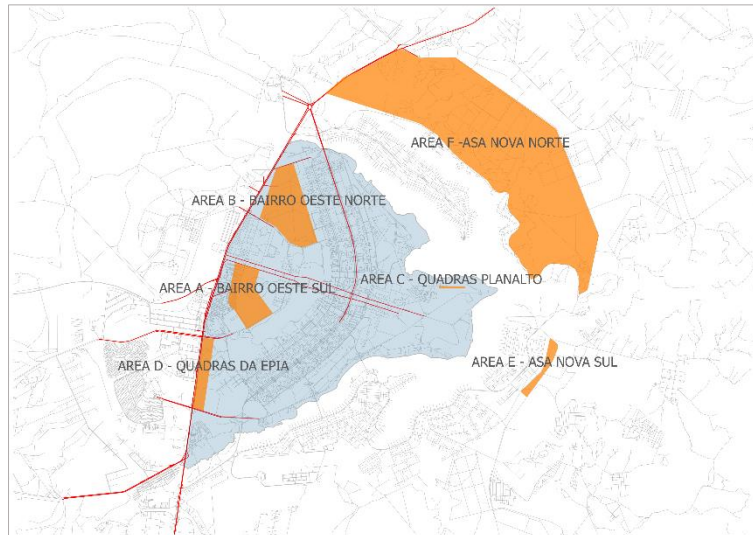 AREA F -ASA NOVA NORTE
AREA B - BAIRRO OESTE NORTE
AREA C - QUADRAS PLANALTO
AREA A - BAIRRO OESTE SUL
AREA D - QUADRAS DA EPIA
AREA E - ASA NOVA SUL